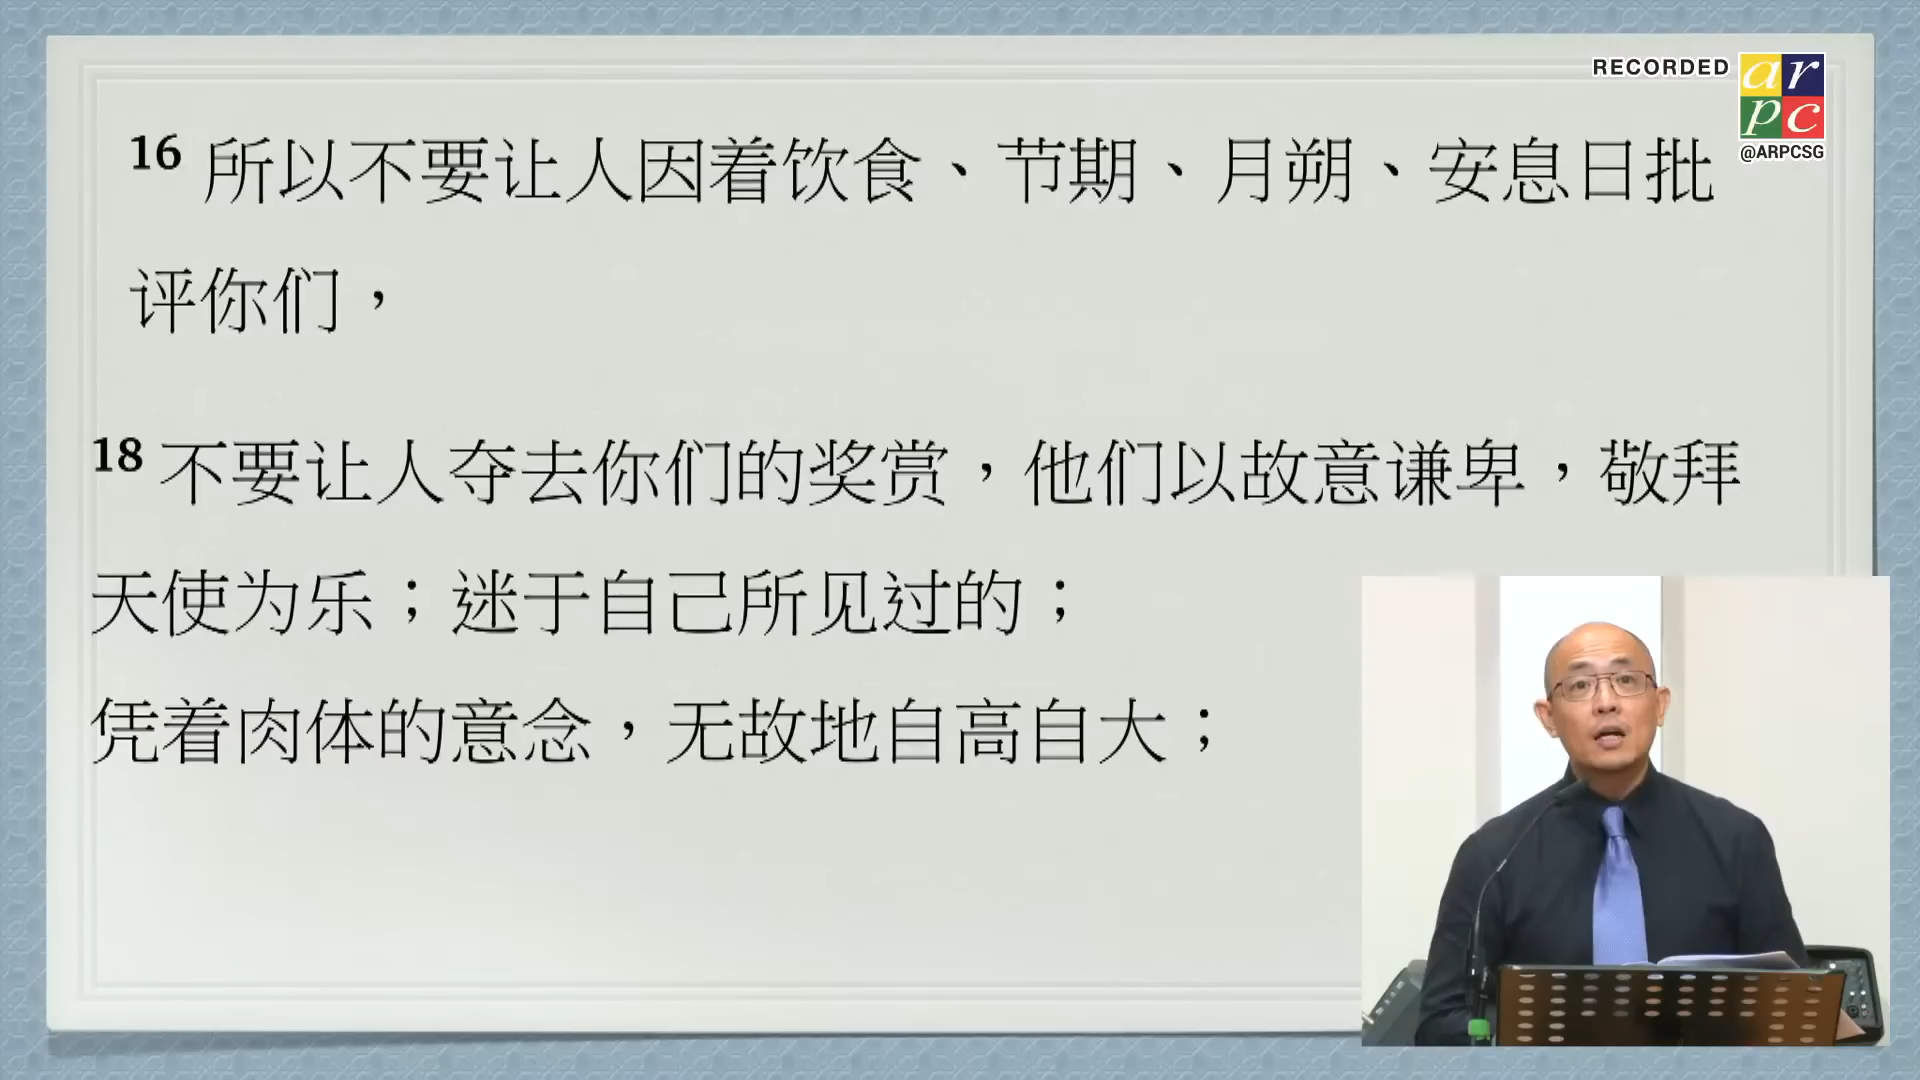 RECORDED
ar
pc
@ARPCSG
16 所以不要让人因着饮食、节期、月朔、安息日批
评你们，
18 不要让人夺去你们的奖赏，他们以故意谦卑，敬拜
天使为乐；迷于自己所见过的；
凭着肉体的意念，无故地自高自大；